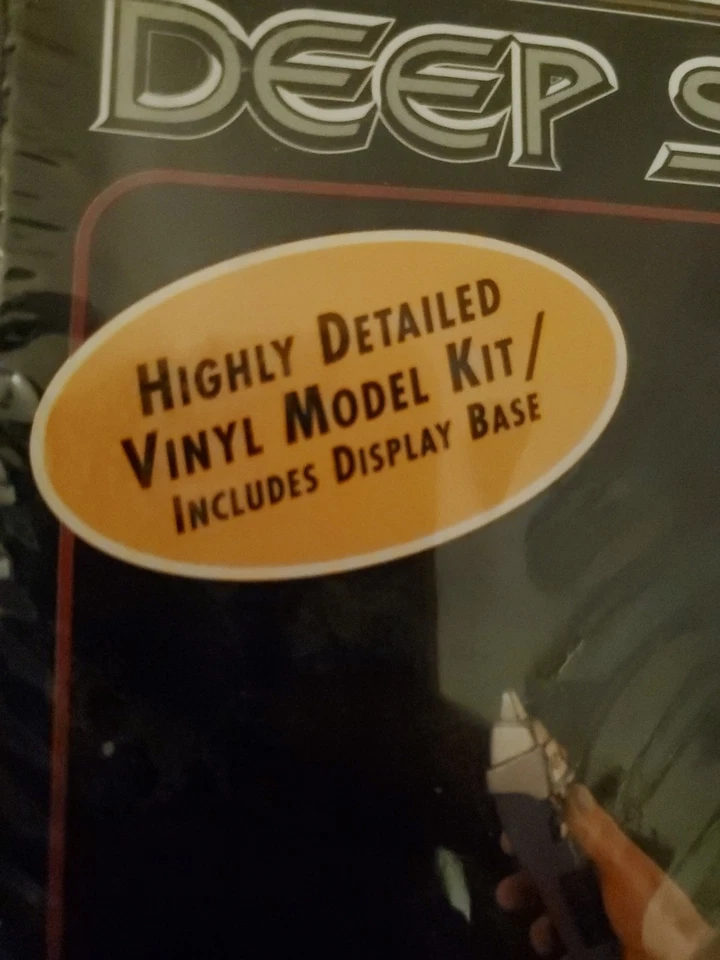 DEEP S
HIGHLY DETAILED
VINYL MODEL KIT/
INCLUDES DISPLAY BASE